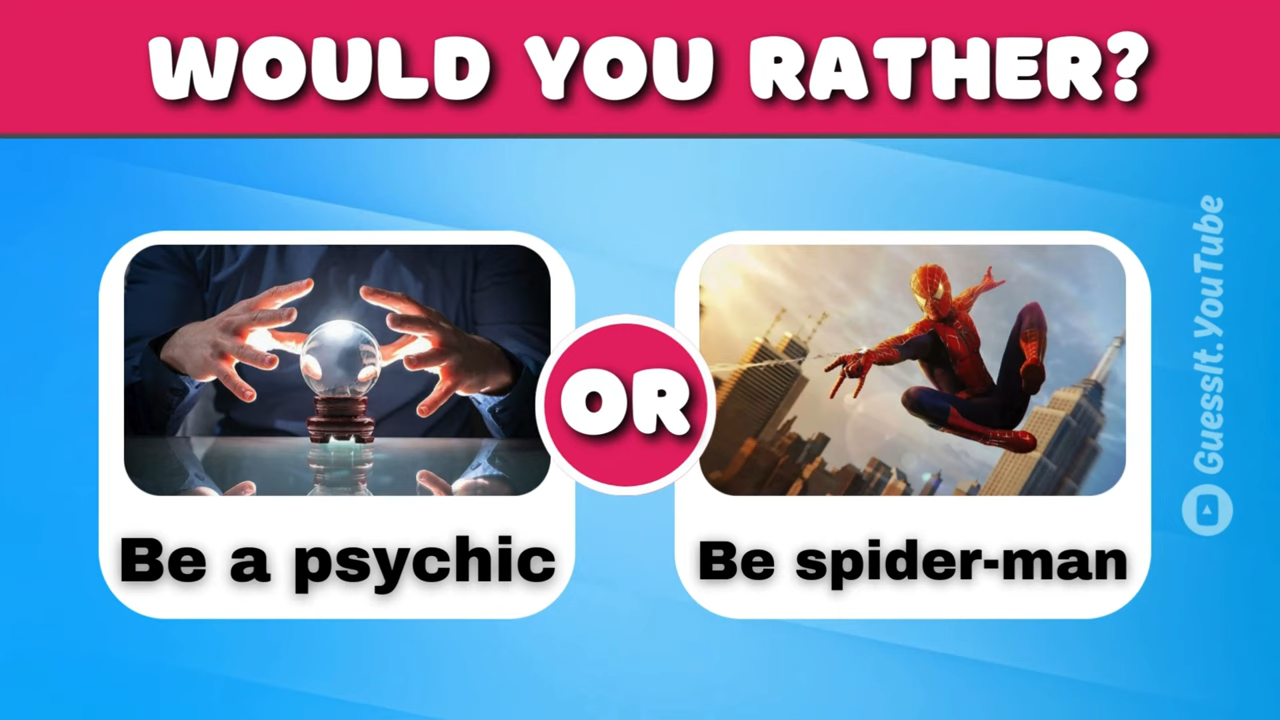 WOULD YOU RATHER?
OR
Be a psychic
Be spider-man
GuessIt.YouTube